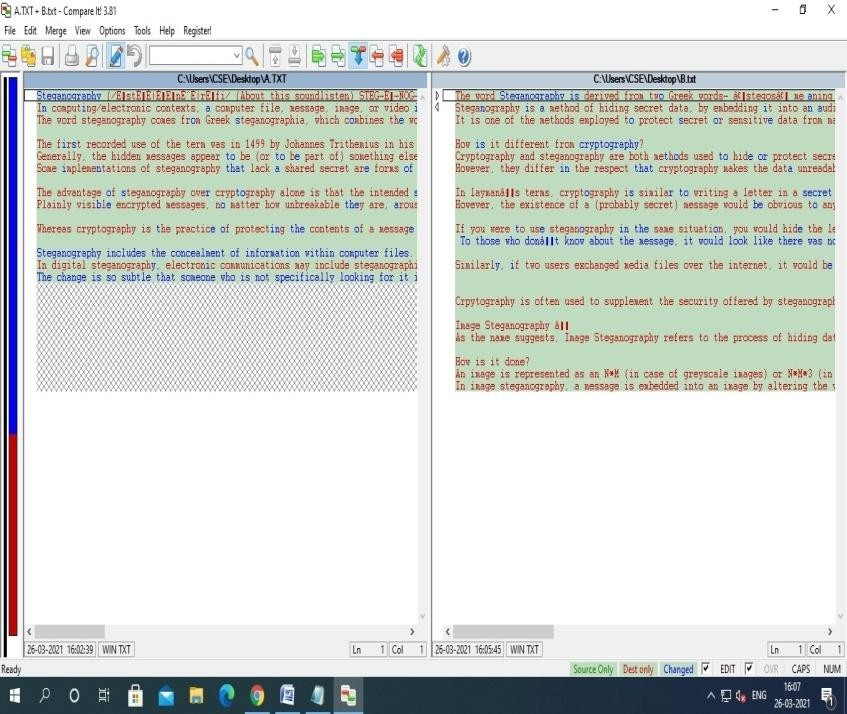 A.TXT + B.txt - Compare It! 3.81
File Edit Merge View Options Tools Help Register!
C:\Users\CSE\Desktop\A.TXT
Steganography (About this soundlisten) STEG-
In computing/electronic contexts, a computer file, message, image, or video i
The word steganography comes from Greek steganographia, which combines the wo
The first recorded use of the term was in 1499 by Johannes Trithemius in his
Generally, the hidden messages appear to be (or to be part of) something else
Some implementations of steganography that lack a shared secret are forms of
The advantage of steganography over cryptography alone is that the intended s
Plainly visible encrypted messages, no matter how unbreakable they are, arous
Whereas cryptography is the practice of protecting the contents of a message
Steganography includes the concealment of information within computer files.
In digital steganography, electronic communications may include steganographi
The change is so subtle that someone who is not specifically looking for it i
26-03-2021 16:02:39 WIN TXT Ln 1 Col 1
C:\Users\CSE\Desktop\B.txt
The word Steganography is derived from two Greek words- me aning
Steganography is a method of hiding secret data, by embedding it into an audi
It is one of the methods employed to protect secret or sensitive data from ma
How is it different from cryptography?
Cryptography and steganography are both methods used to hide or protect secre
However, they differ in the respect that cryptography makes the data unreadab
In terms, cryptography is similar to writing a letter in a secret
However, the existence of a (probably secret) message would be obvious to any
If you were to use steganography in the same situation, you would hide the le
To those who know about the message, it would look like there was no
Similarly, if two users exchanged media files over the internet, it would be
Crpytography is often used to supplement the security offered by steganograph
Image Steganography
As the name suggests, Image Steganography refers to the process of hiding dat
How is it done?
An image is represented as an N*M (in case of greyscale images) or N*M*3 (in
In image steganography, a message is embedded into an image by altering the v
26-03-2021 16:05:45 WIN TXT Ln 1 Col 1
Ready Source Only Dest only Changed EDIT OVR CAPS NUM
ENG 16:07
26-03-2021
1